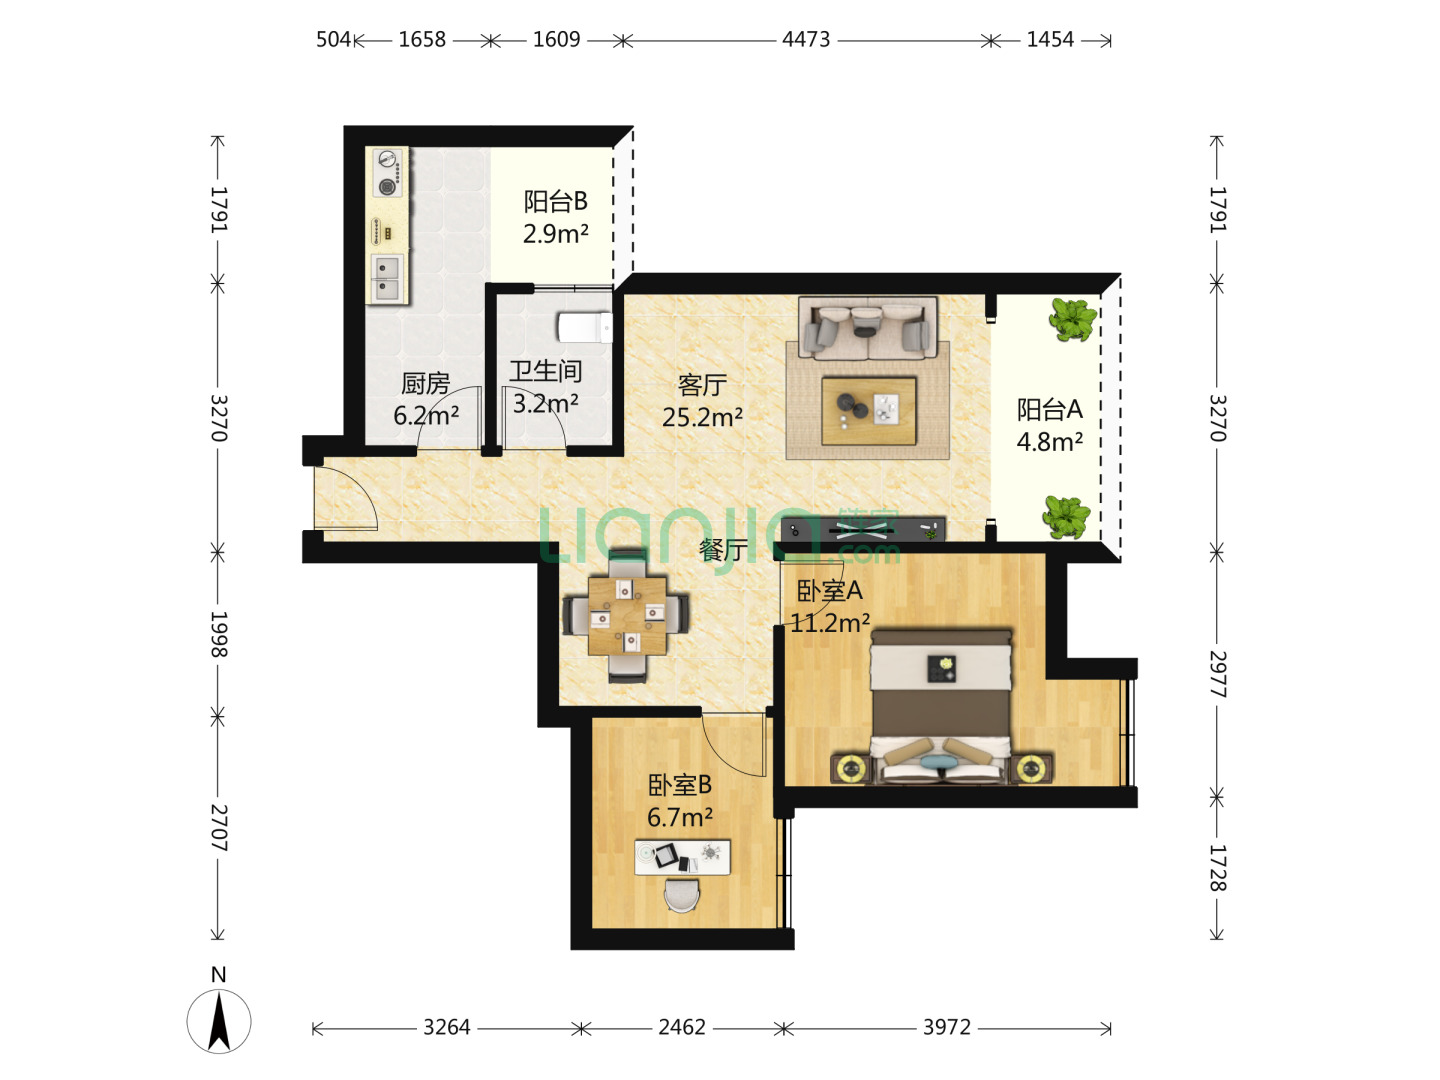 504
1658
1609
4473
1454
1791
3270
1998
2707
1791
3270
2977
1728
阳台B
2.9m²
厨房
6.2m²
卫生间
3.2m²
客厅
25.2m²
阳台A
4.8m²
餐厅
Lianjia
链家
.com
卧室A
11.2m²
卧室B
6.7m²
N
3264
2462
3972